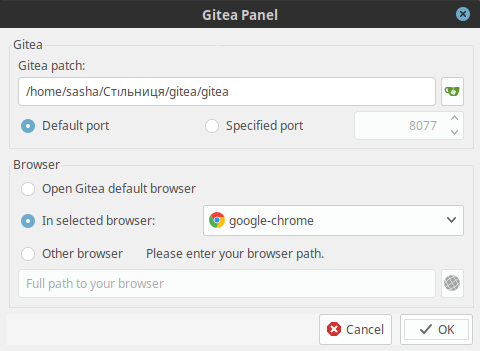 Gitea Panel
Gitea
Gitea patch:
/home/sasha/Стільниця/gitea/gitea
Default port
Specified port
8077
Browser
Open Gitea default browser
In selected browser:
google-chrome
Other browser
Please enter your browser path.
Full path to your browser
Cancel
OK